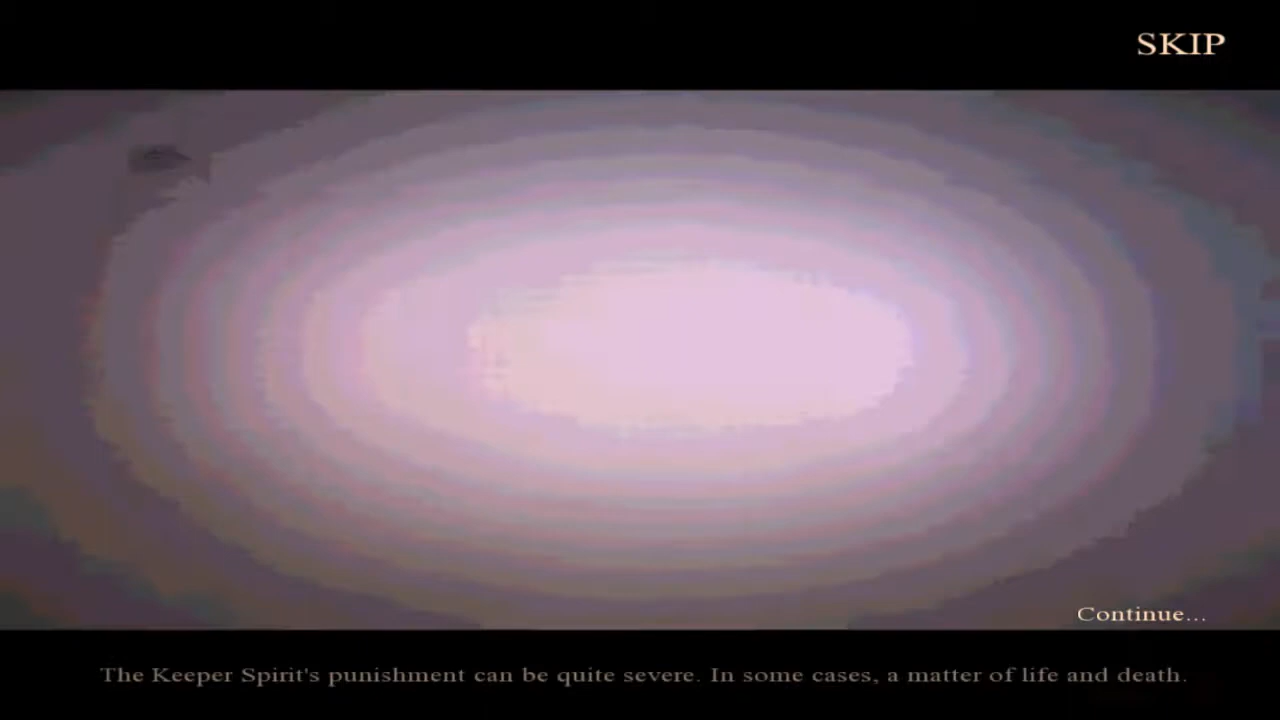 SKIP
Continue...
The Keeper Spirit's punishment can be quite severe. In some cases, a matter of life and death.